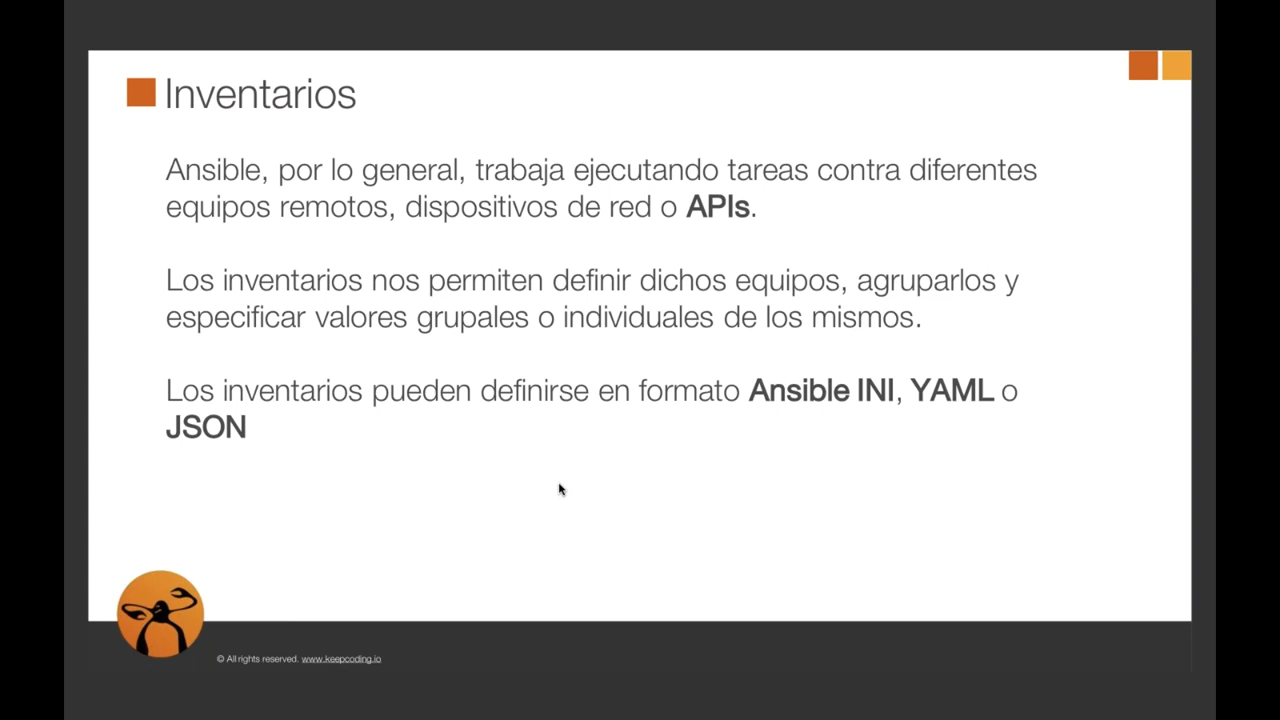 Inventarios
Ansible, por lo general, trabaja ejecutando tareas contra diferentes
equipos remotos, dispositivos de red o APIs.
Los inventarios nos permiten definir dichos equipos, agruparlos y
especificar valores grupales o individuales de los mismos.
Los inventarios pueden definirse en formato Ansible INI, YAML o
JSON
© All rights reserved. www.keepcoding.io